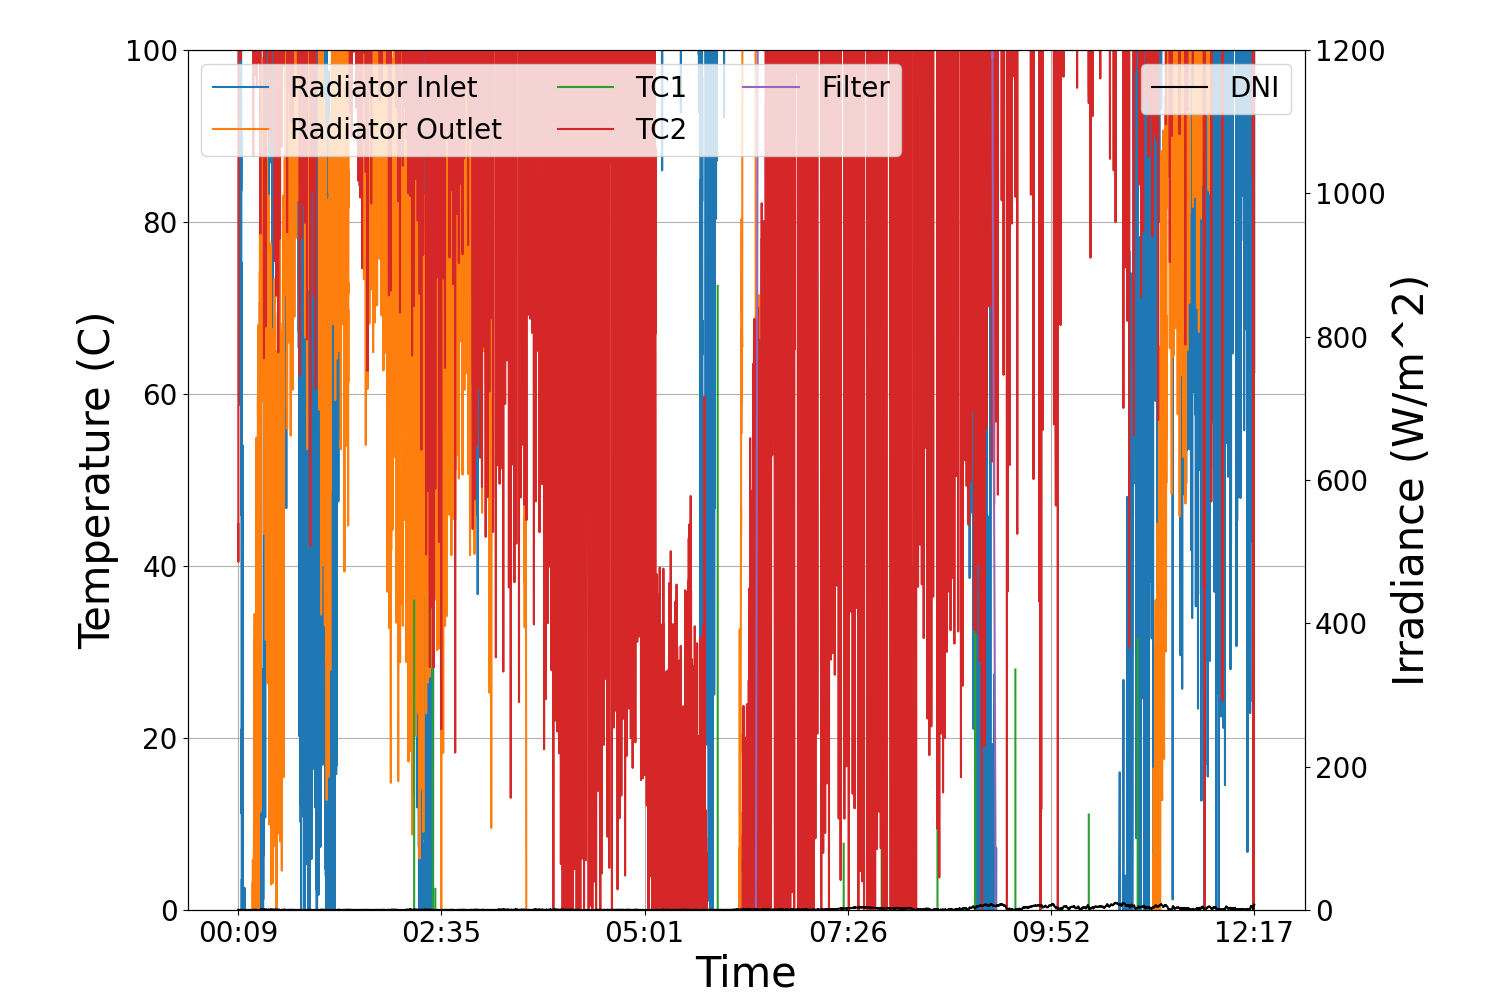 100
80
60
40
20
0
Temperature (C)
Radiator Inlet
Radiator Outlet
TC1
TC2
Filter
DNI
1200
1000
800
600
400
200
0
Irradiance (W/m^2)
00:09 02:35 05:01 07:26 09:52 12:17
Time